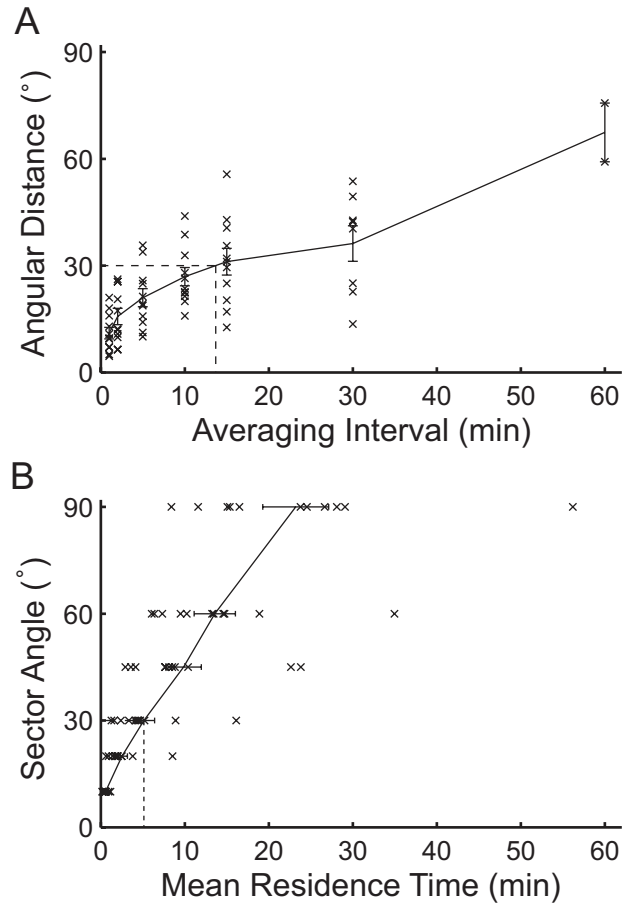 A
90
60
30
0
0 10 20 30 40 50 60
Angular Distance (°)
Averaging Interval (min)
B
90
60
30
0
0 10 20 30 40 50 60
Sector Angle (°)
Mean Residence Time (min)